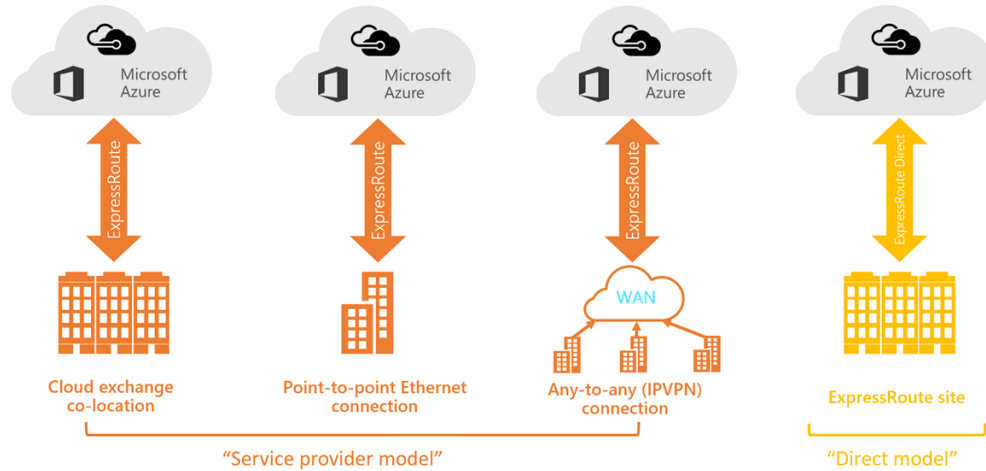 Microsoft
Azure
Microsoft
Azure
Microsoft
Azure
Microsoft
Azure
ExpressRoute
ExpressRoute
ExpressRoute
ExpressRoute Direct
WAN
Cloud exchange
co-location
Point-to-point Ethernet
connection
Any-to-any (IPVPN)
connection
ExpressRoute site
“Service provider model”
“Direct model”